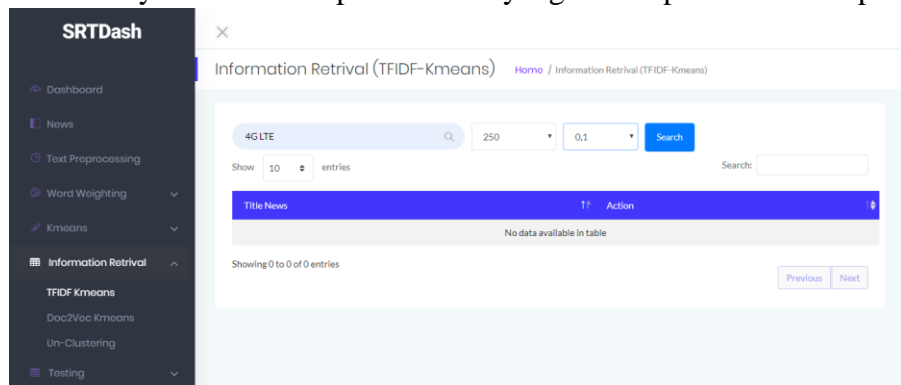 SRTDash
Information Retrival (TFIDF-Kmeans) Home / Information Retrival (TFIDF-Kmeans)
Dashboard
News
Text Preprocessing
Word Weighting
Kmeans
Information Retrival
TFIDF Kmeans
Doc2Vec Kmeans
Un-Clustering
Testing
4G LTE 250 0,1 Search
Show 10 entries Search:
Title News Action
No data available in table
Showing 0 to 0 of 0 entries
Previous Next